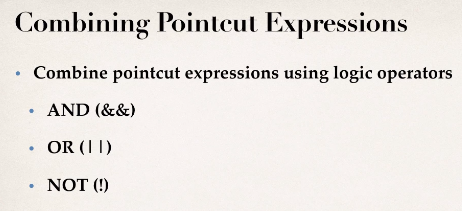 Combining Pointcut Expressions
• Combine pointcut expressions using logic operators
• AND (&&)
• OR (||)
• NOT (!)